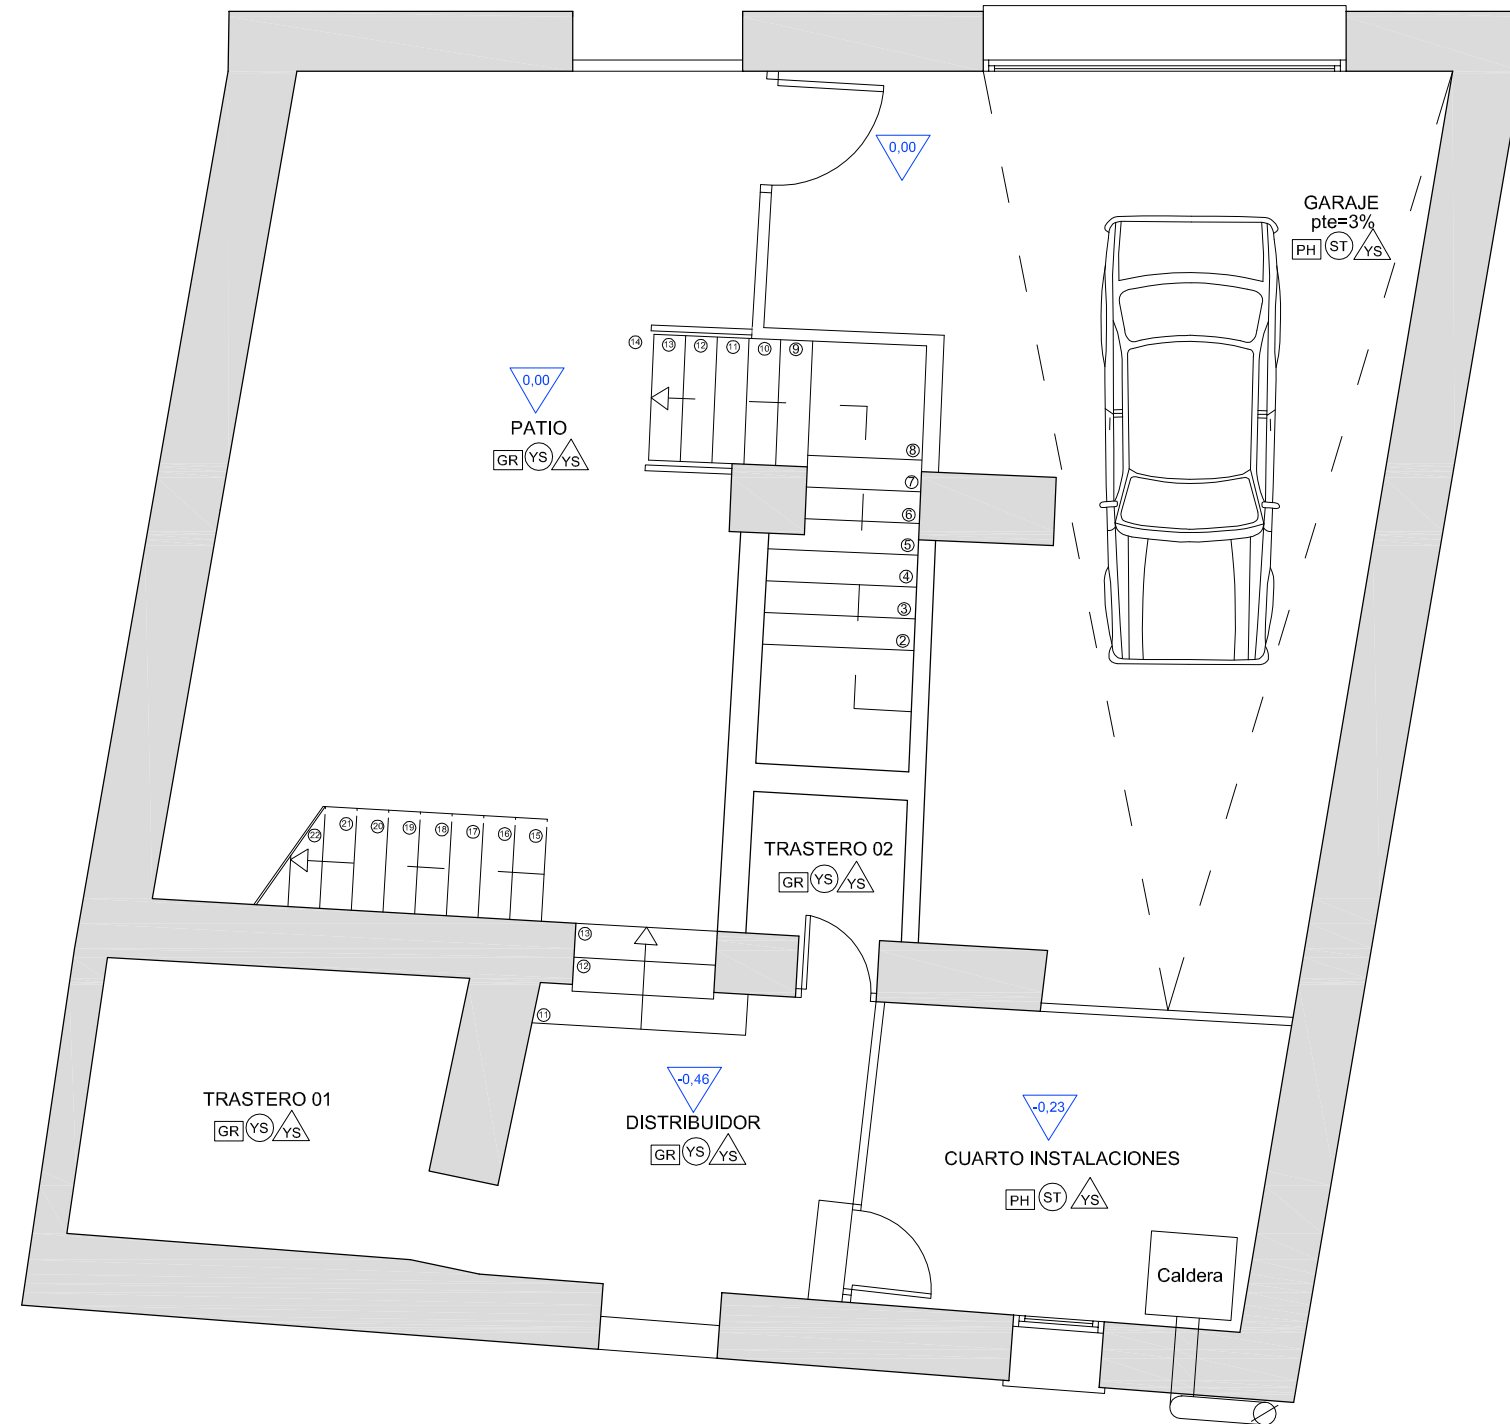 0,00
GARAJE
pte=3%
PH ST YS
14 13 12 11 10 9
0,00
PATIO
GR YS YS
8
7
6
5
4
3
2
22 21 20 19 18 17 16 15
TRASTERO 02
GR YS YS
13
12
11
-0,46
DISTRIBUIDOR
GR YS YS
TRASTERO 01
GR YS YS
-0,23
CUARTO INSTALACIONES
PH ST YS
Caldera